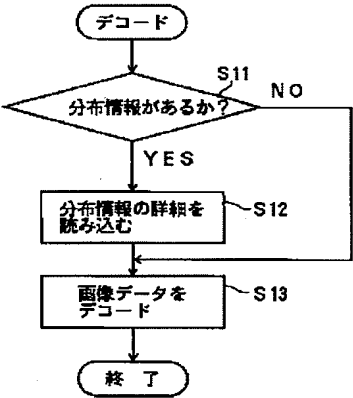 デコード
S11
分布情報があるか?
NO
YES
分布情報の詳細を
読み込む
S12
画像データを
デコード
S13
終 了